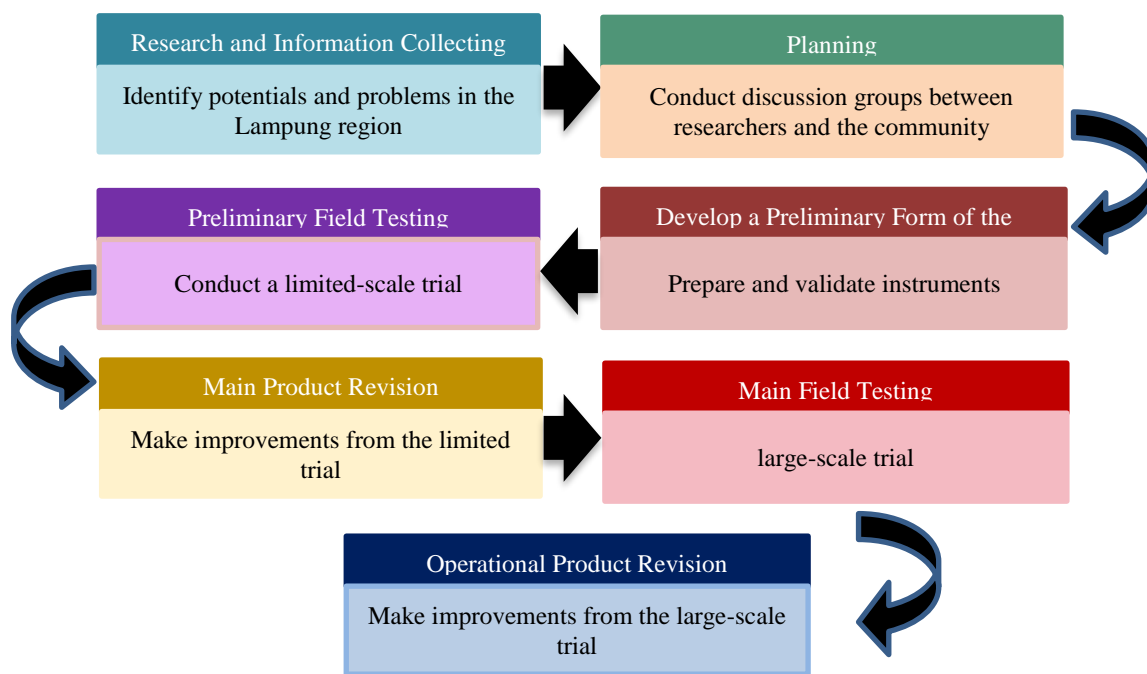 Research and Information Collecting
Identify potentials and problems in the
Lampung region
Planning
Conduct discussion groups between
researchers and the community
Develop a Preliminary Form of the
Prepare and validate instruments
Preliminary Field Testing
Conduct a limited-scale trial
Main Product Revision
Make improvements from the limited
trial
Main Field Testing
large-scale trial
Operational Product Revision
Make improvements from the large-scale
trial